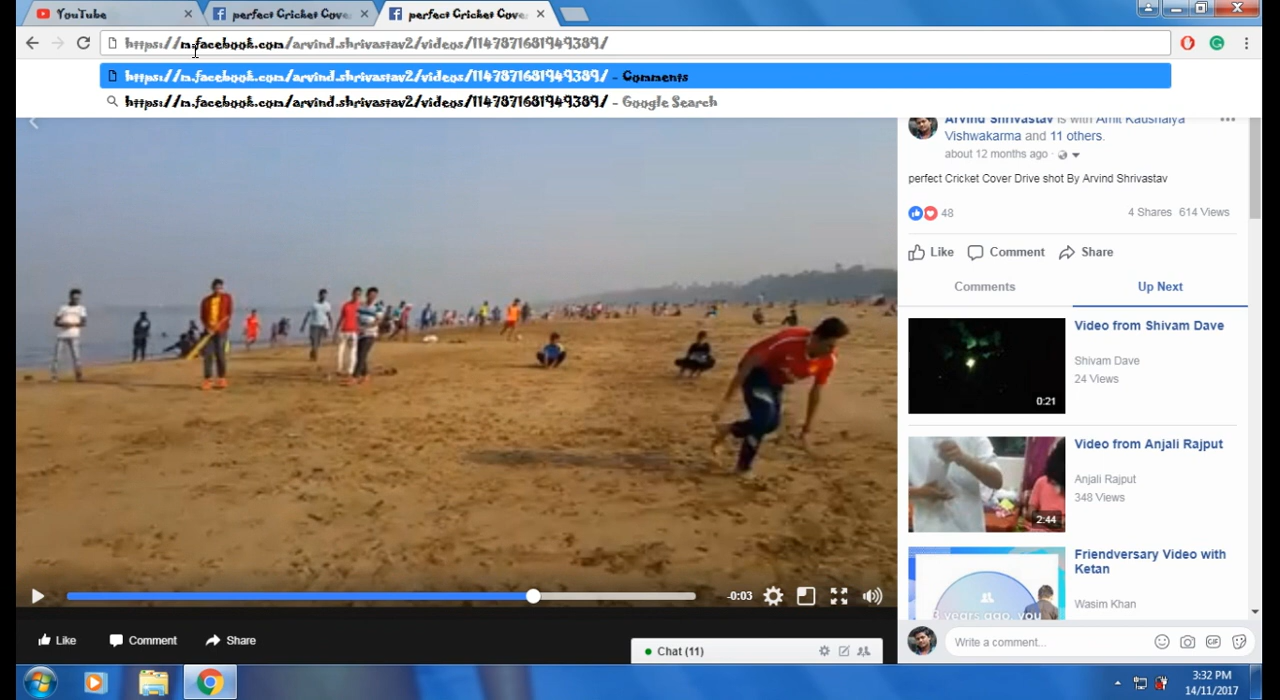 YouTube
perfect Cricket Cove
perfect Cricket Cove
https://m.facebook.com/arvind.shrivastav2/videos/1147871681949389/
https://m.facebook.com/arvind.shrivastav2/videos/1147871681949389/ - Comments
https://m.facebook.com/arvind.shrivastav2/videos/1147871681949389/ - Google Search
Arvind Shrivastav is with Amit Kaushalya
Vishwakarma and 11 others.
about 12 months ago
perfect Cricket Cover Drive shot By Arvind Shrivastav
48
4 Shares 614 Views
Like Comment Share
Comments Up Next
Video from Shivam Dave
Shivam Dave
24 Views
0:21
Video from Anjali Rajput
Anjali Rajput
348 Views
2:44
Friendversary Video with
Ketan
Wasim Khan
3 years ago, you
-0:03
Like Comment Share
Chat (11)
Write a comment...
GIF
3:32 PM
14/11/2017